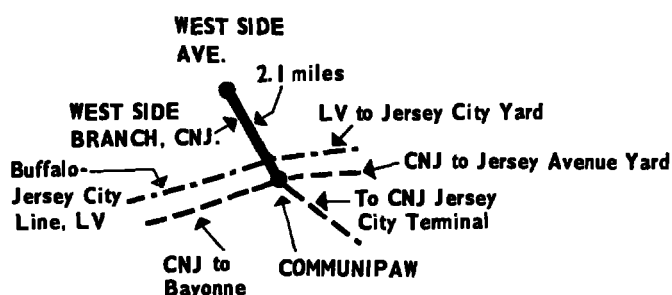 WEST SIDE
AVE.
2.1 miles
WEST SIDE
BRANCH, CNJ.
LV to Jersey City Yard
Buffalo-
Jersey City
Line, LV
CNJ to Jersey Avenue Yard
To CNJ Jersey
City Terminal
CNJ to
Bayonne
COMMUNIPAW